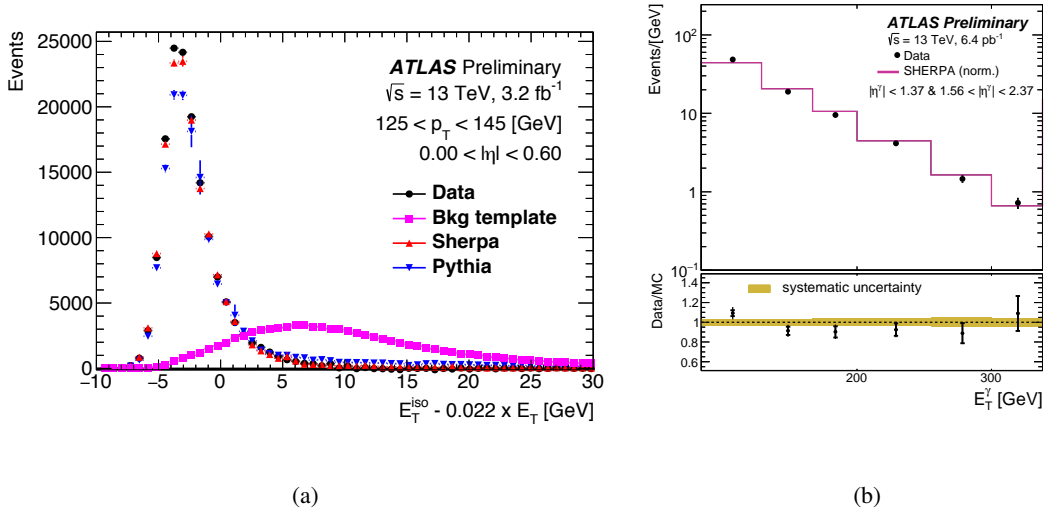 Events
25000
20000
15000
10000
5000
0
−10 −5 0 5 10 15 20 25 30
E_T^iso - 0.022 x E_T [GeV]
ATLAS Preliminary
√s = 13 TeV, 3.2 fb⁻¹
125 < p_T < 145 [GeV]
0.00 < |η| < 0.60
Data
Bkg template
Sherpa
Pythia
(a)
Events/[GeV]
10²
10
1
10⁻¹
ATLAS Preliminary
√s = 13 TeV, 6.4 pb⁻¹
Data
SHERPA (norm.)
|η^γ| < 1.37 & 1.56 < |η^γ| < 2.37
Data/MC
1.4
1.2
1.0
0.8
0.6
systematic uncertainty
200 300
E_T^γ [GeV]
(b)